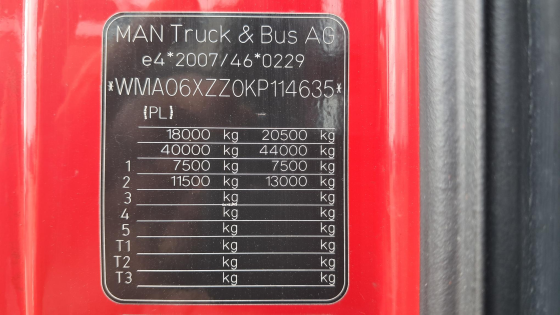 MAN Truck & Bus AG
e4*2007/46*0229
*WMA06XZZ0KP114635*
{PL}
18000 kg 20500 kg
40000 kg 44000 kg
1 7500 kg 7500 kg
2 11500 kg 13000 kg
3 kg kg
4 kg kg
5 kg kg
T1 kg kg
T2 kg kg
T3 kg kg